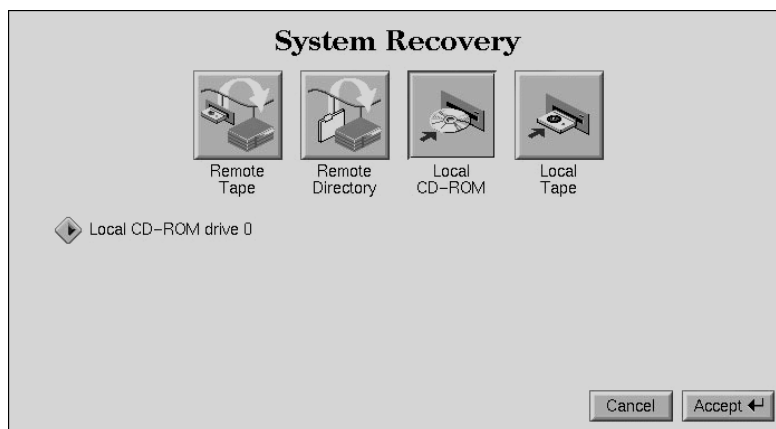 System Recovery
Remote
Tape
Remote
Directory
Local
CD-ROM
Local
Tape
Local CD-ROM drive 0
Cancel
Accept